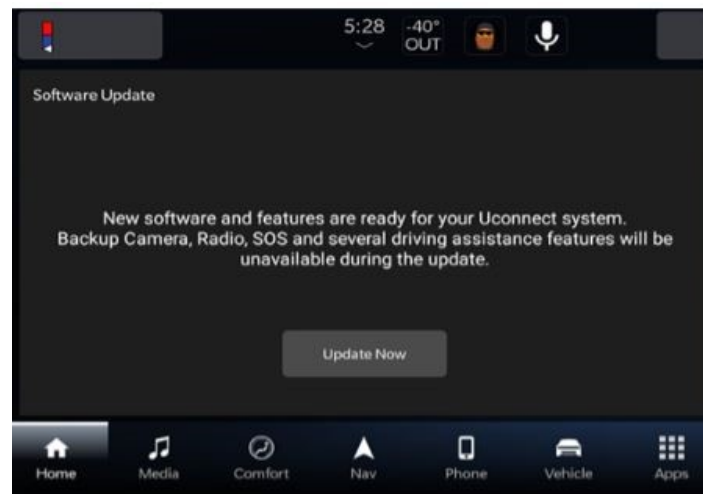 5:28
-40°
OUT
Software Update
New software and features are ready for your Uconnect system.
Backup Camera, Radio, SOS and several driving assistance features will be
unavailable during the update.
Update Now
Home
Media
Comfort
Nav
Phone
Vehicle
Apps